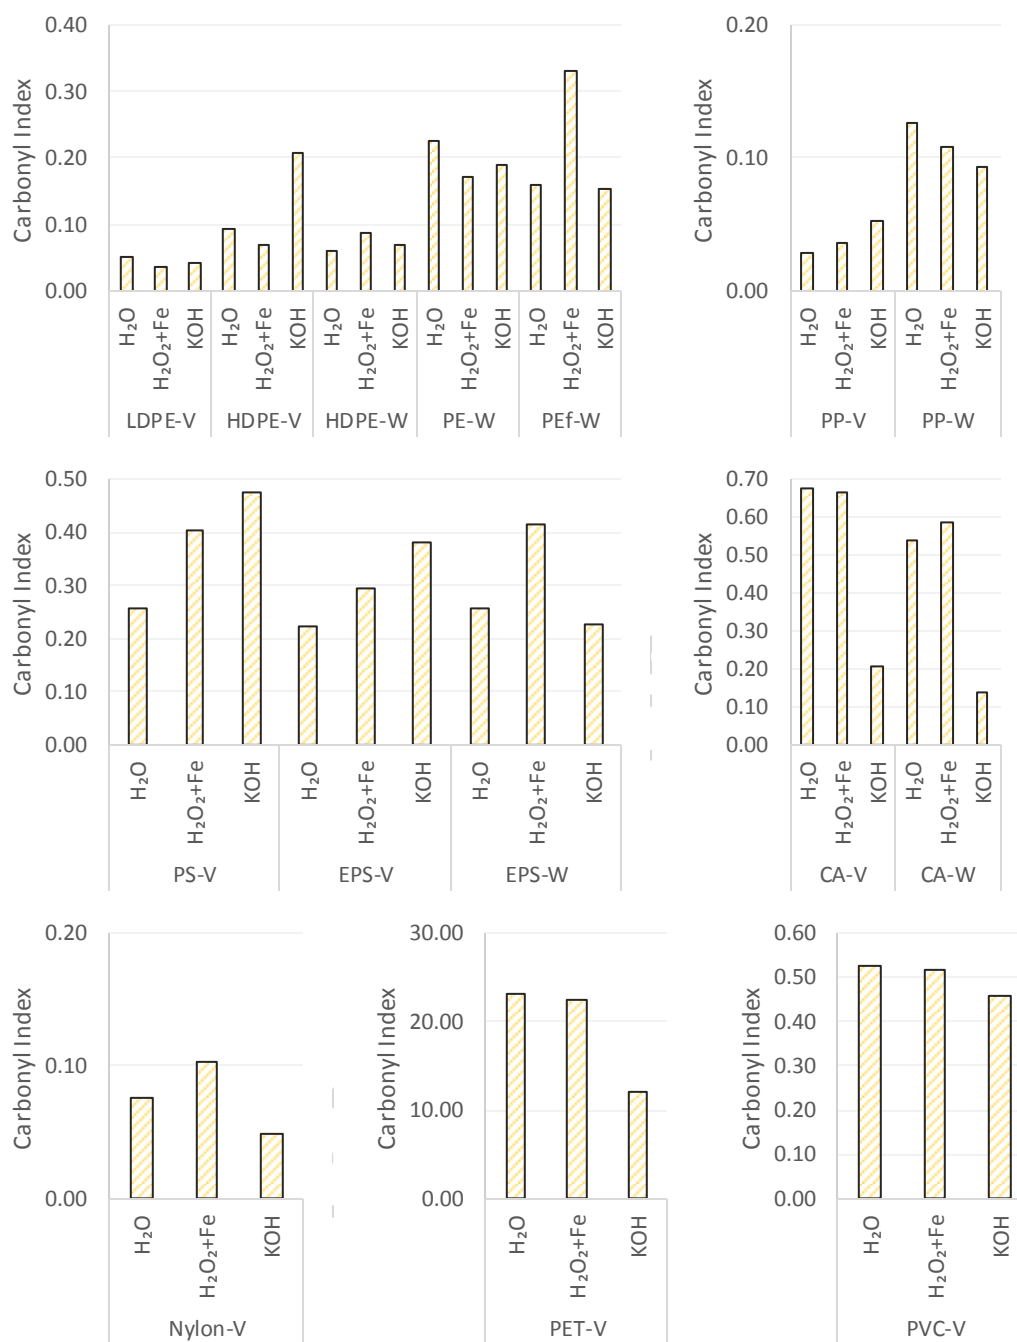 0.40
0.30
0.20
0.10
0.00
Carbonyl Index
H₂O
H₂O₂+Fe
KOH
H₂O
H₂O₂+Fe
KOH
H₂O
H₂O₂+Fe
KOH
H₂O
H₂O₂+Fe
KOH
H₂O
H₂O₂+Fe
KOH
LDPE-V HDPE-V HDPE-W PE-W PEf-W
0.20
0.10
0.00
Carbonyl Index
H₂O
H₂O₂+Fe
KOH
H₂O
H₂O₂+Fe
KOH
PP-V PP-W
0.50
0.40
0.30
0.20
0.10
0.00
Carbonyl Index
H₂O
H₂O₂+Fe
KOH
H₂O
H₂O₂+Fe
KOH
H₂O
H₂O₂+Fe
KOH
PS-V EPS-V EPS-W
0.70
0.60
0.50
0.40
0.30
0.20
0.10
0.00
Carbonyl Index
H₂O
H₂O₂+Fe
KOH
H₂O
H₂O₂+Fe
KOH
CA-V CA-W
0.20
0.10
0.00
Carbonyl Index
H₂O
H₂O₂+Fe
KOH
Nylon-V
30.00
20.00
10.00
0.00
Carbonyl Index
H₂O
H₂O₂+Fe
KOH
PET-V
0.60
0.50
0.40
0.30
0.20
0.10
0.00
Carbonyl Index
H₂O
H₂O₂+Fe
KOH
PVC-V